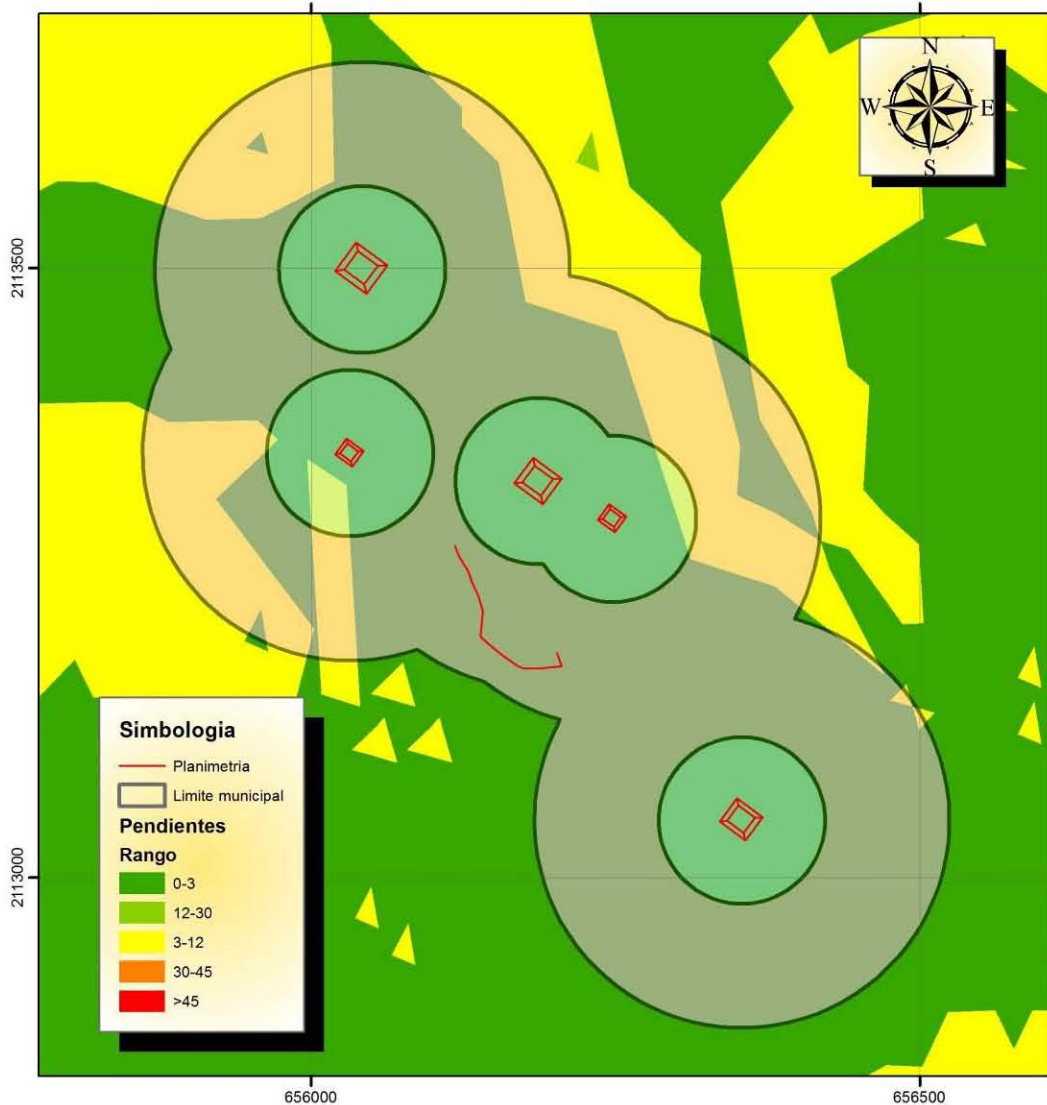 N
W E
S
2113500
2113000
Simbologia
Planimetria
Limite municipal
Pendientes
Rango
0-3
12-30
3-12
30-45
>45
656000
656500